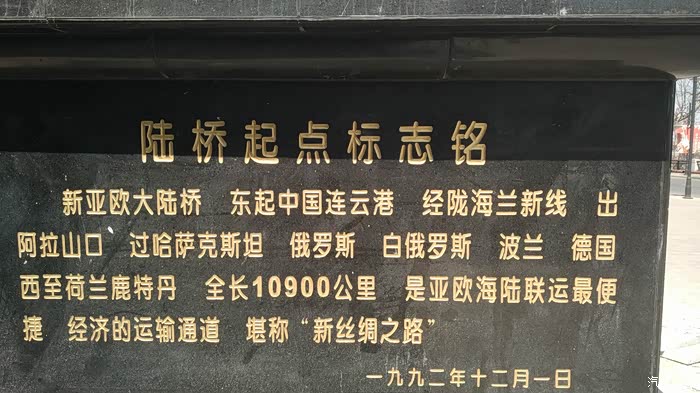 陆桥起点标志铭
新亚欧大陆桥 东起中国连云港 经陇海兰新线 出
阿拉山口 过哈萨克斯坦 俄罗斯 白俄罗斯 波兰 德国
西至荷兰鹿特丹 全长10900公里 是亚欧海陆联运最便
捷 经济的运输通道 堪称“新丝绸之路”
一九九二年十二月一日